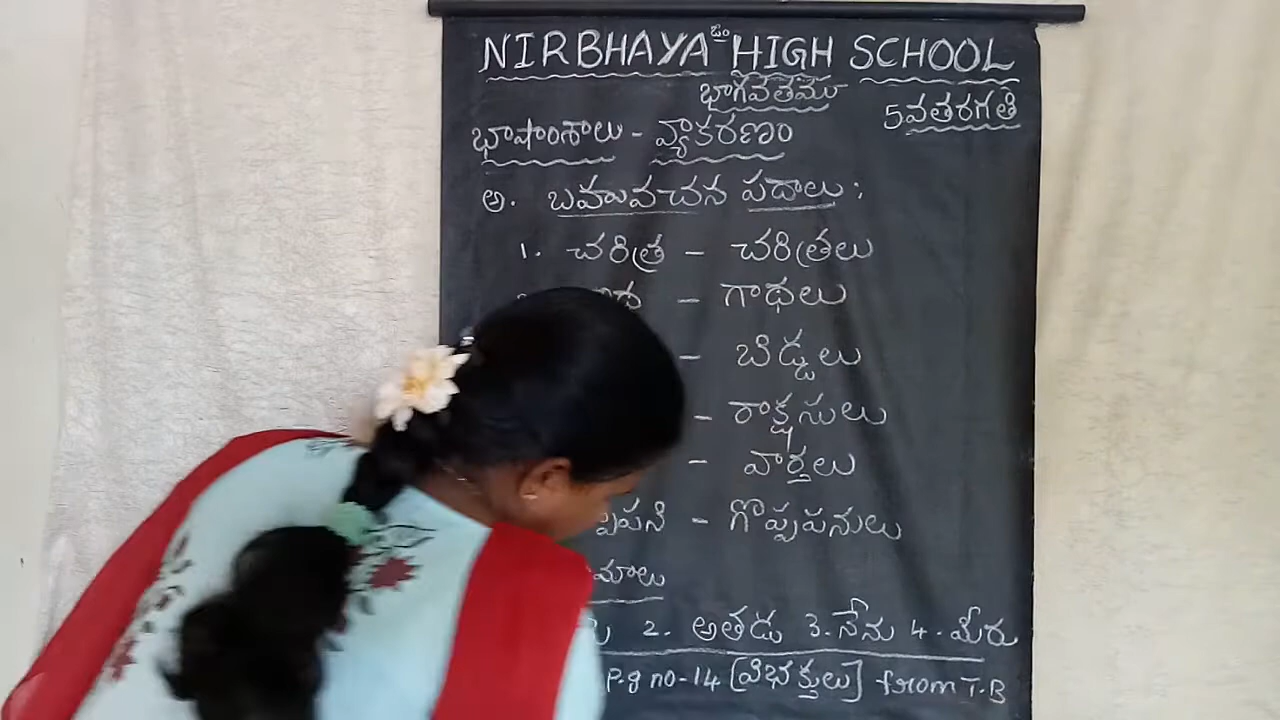 ఓం
NIRBHAYA HIGH SCHOOL
భాగవతము
5వతరగతి
భాషాంశాలు - వ్యాకరణం
అ. బహువచన పదాలు :
1. చరిత్ర - చరిత్రలు
- గాథలు
- బిడ్డలు
- రాక్షసులు
- వార్తలు
- గొప్పపనులు
2. అతడు 3. నేను 4. మీరు
P.g no-14 [విభక్తులు] from T.B